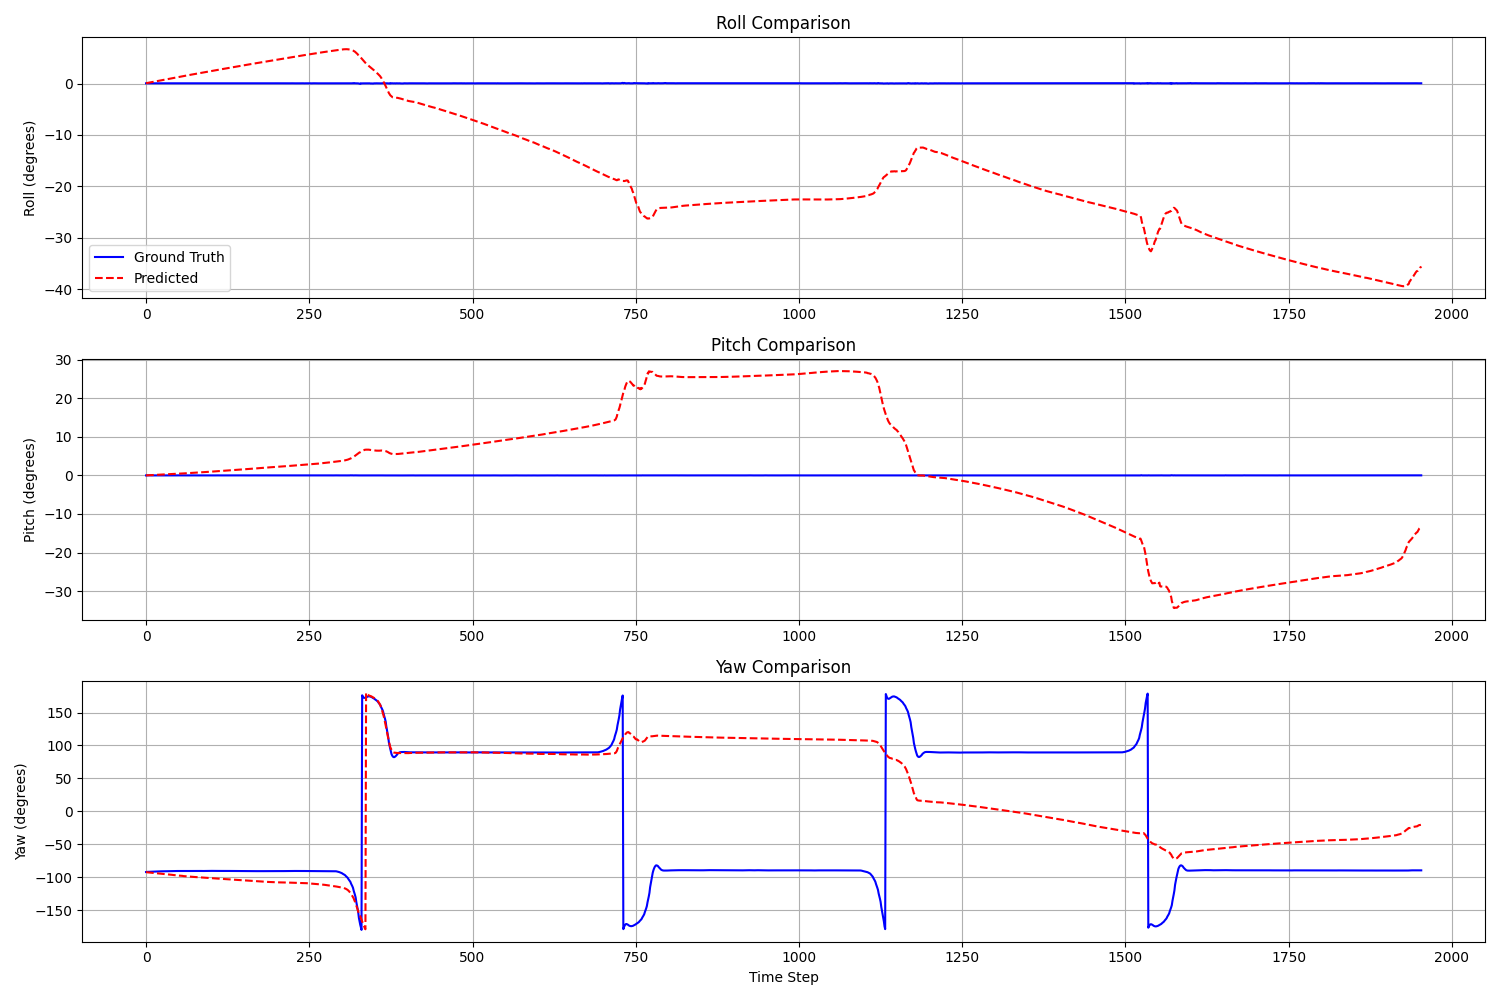 Roll Comparison
0
−10
−20
−30
−40
Roll (degrees)
Ground Truth
Predicted
0 250 500 750 1000 1250 1500 1750 2000
Pitch Comparison
30
20
10
0
−10
−20
−30
Pitch (degrees)
0 250 500 750 1000 1250 1500 1750 2000
Yaw Comparison
150
100
50
0
−50
−100
−150
Yaw (degrees)
0 250 500 750 1000 1250 1500 1750 2000
Time Step